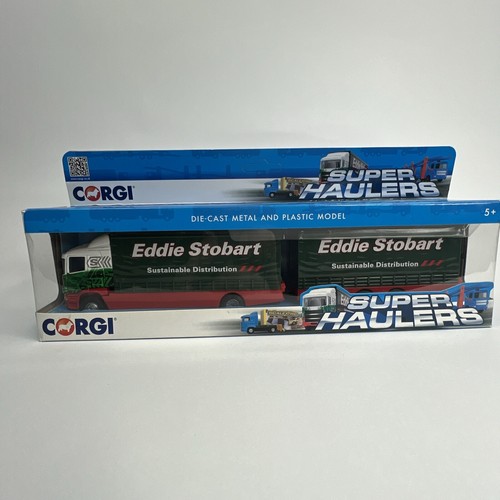 CORGI
SUPER
HAULERS
DIE-CAST METAL AND PLASTIC MODEL
5+
Eddie Stobart
Sustainable Distribution
Eddie Stobart
Sustainable Distribution
CORGI
SUPER
HAULERS